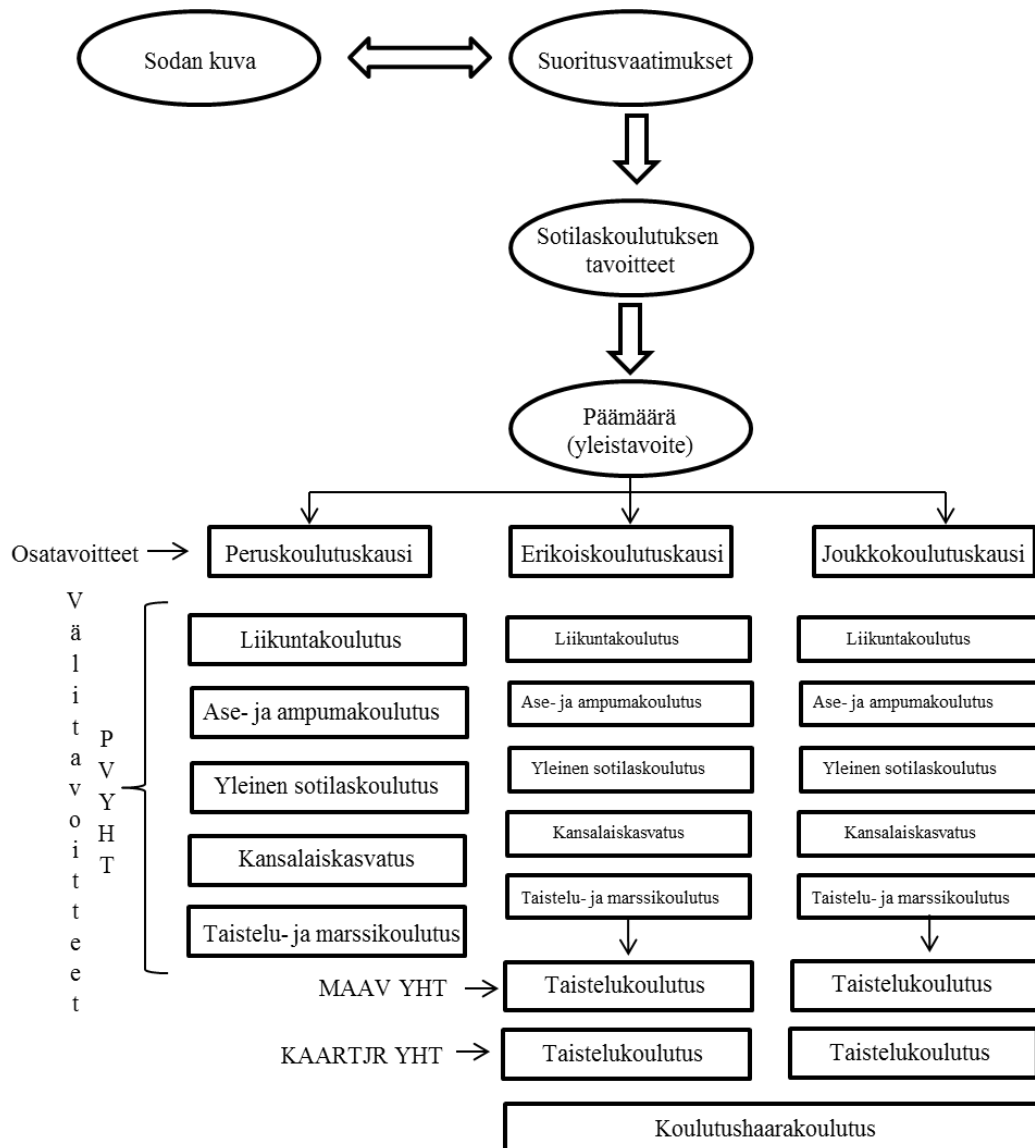 Sodan kuva
Suoritusvaatimukset
Sotilaskoulutuksen
tavoitteet
Päämäärä
(yleistavoite)
Osatavoitteet
Peruskoulutuskausi
Erikoiskoulutuskausi
Joukkokoulutuskausi
Välitavoitteet
PVYHT
Liikuntakoulutus
Liikuntakoulutus
Liikuntakoulutus
Ase- ja ampumakoulutus
Ase- ja ampumakoulutus
Ase- ja ampumakoulutus
Yleinen sotilaskoulutus
Yleinen sotilaskoulutus
Yleinen sotilaskoulutus
Kansalaiskasvatus
Kansalaiskasvatus
Kansalaiskasvatus
Taistelu- ja marssikoulutus
Taistelu- ja marssikoulutus
Taistelu- ja marssikoulutus
MAAV YHT
Taistelukoulutus
Taistelukoulutus
KAARTJR YHT
Taistelukoulutus
Taistelukoulutus
Koulutushaarakoulutus